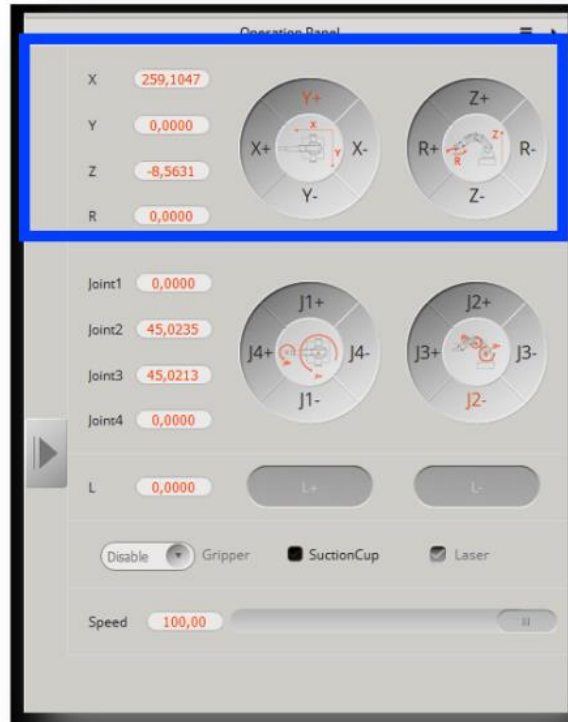 Operation Panel
X 259,1047
Y 0,0000
Z -8,5631
R 0,0000
Y+
X+ X-
Y-
X
Y
Z+
R+ R-
Z-
Z
R
Joint1 0,0000
Joint2 45,0235
Joint3 45,0213
Joint4 0,0000
J1+
J4+ J4-
J1-
J2+
J3+ J3-
J2-
L 0,0000 L+ L-
Disable Gripper SuctionCup Laser
Speed 100,00